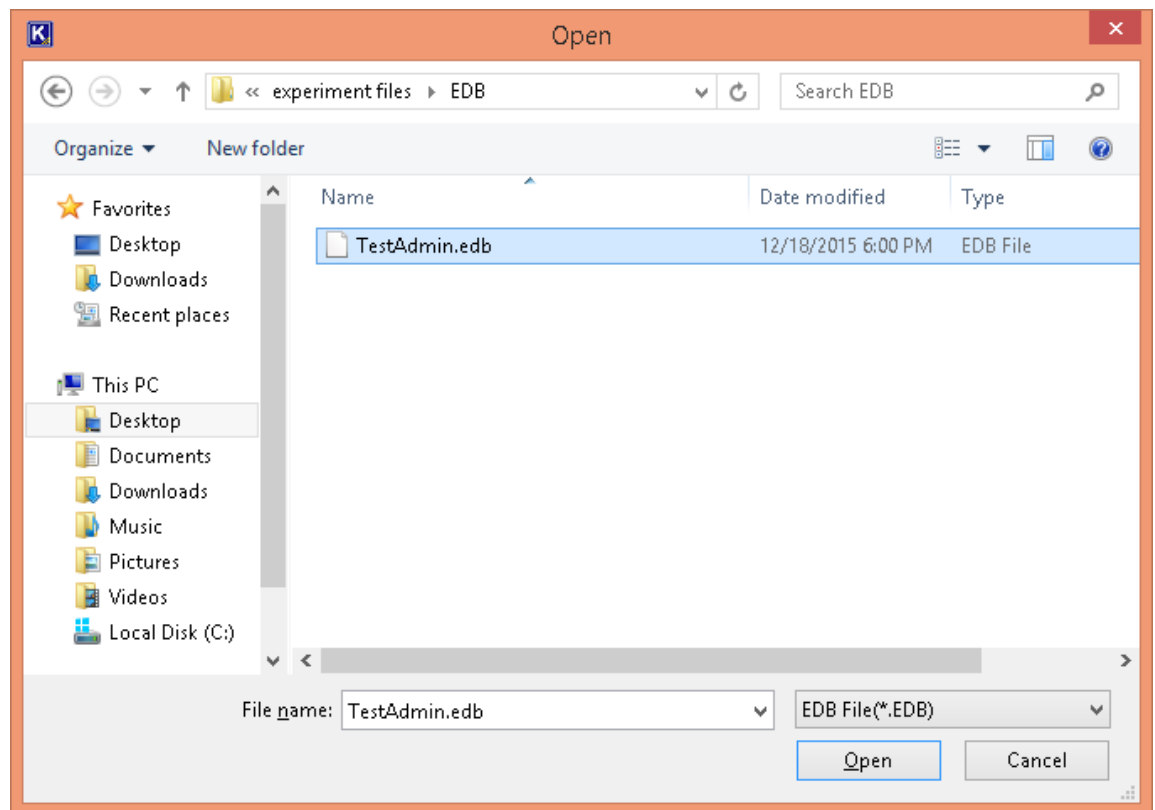 K
Open
« experiment files EDB
Search EDB
Organize New folder
Name Date modified Type
TestAdmin.edb 12/18/2015 6:00 PM EDB File
Favorites
Desktop
Downloads
Recent places
This PC
Desktop
Documents
Downloads
Music
Pictures
Videos
Local Disk (C:)
File name: TestAdmin.edb EDB File(*.EDB)
Open Cancel